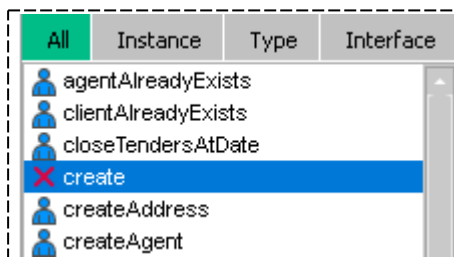 All Instance Type Interface
agentAlreadyExists
clientAlreadyExists
closeTendersAtDate
create
createAddress
createAgent